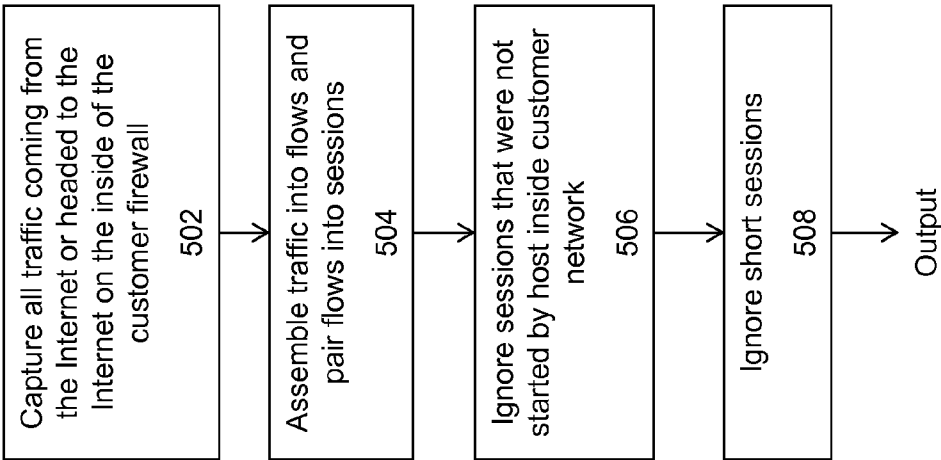 Capture all traffic coming from
the Internet or headed to the
Internet on the inside of the
customer firewall
502
Assemble traffic into flows and
pair flows into sessions
504
Ignore sessions that were not
started by host inside customer
network
506
Ignore short sessions
508
Output